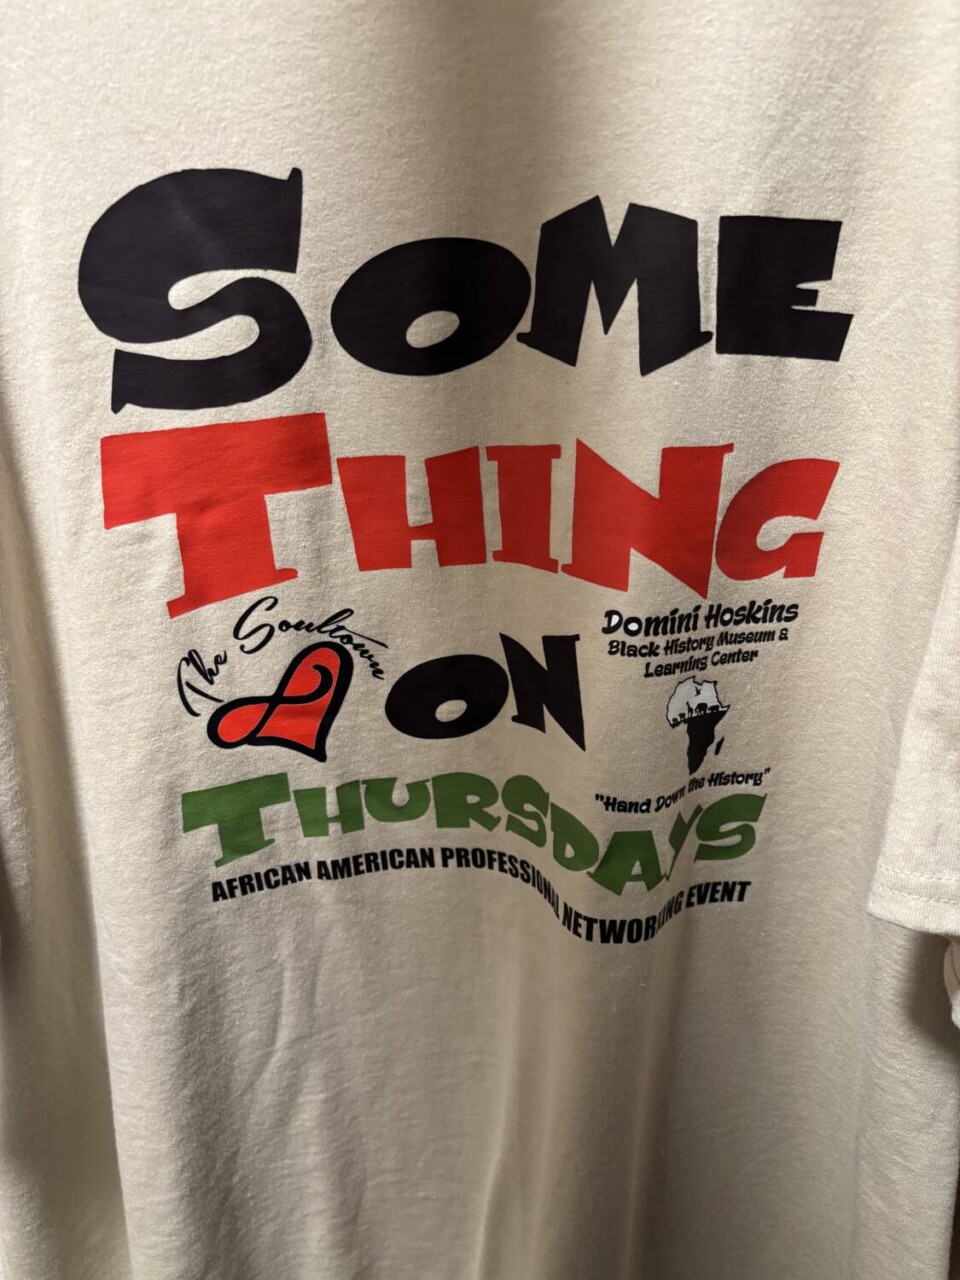 SOME
THING
The Soultown
ON
Domini Hoskins
Black History Museum &
Learning Center
"Hand Down the History"
THURSDAYS
AFRICAN AMERICAN PROFESSIONAL NETWORKING EVENT